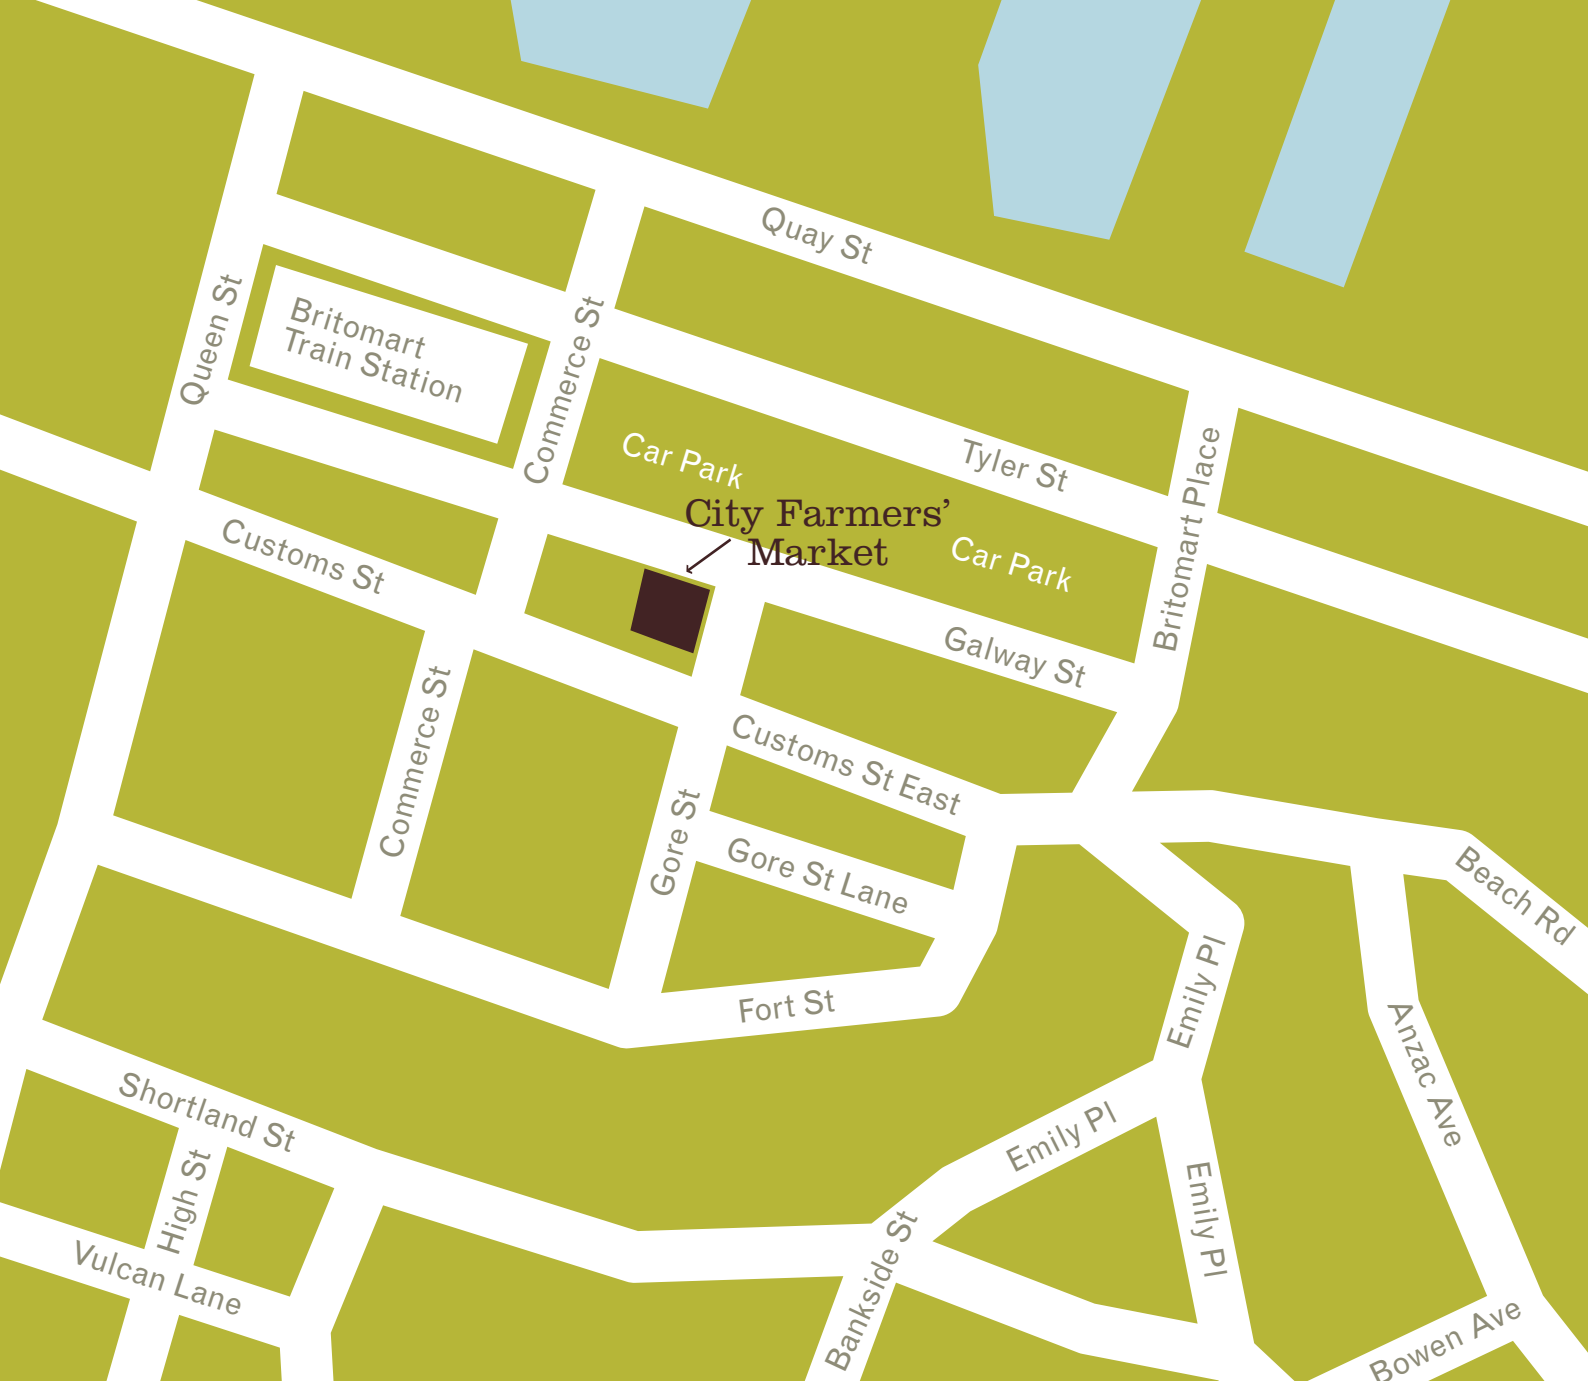 Quay St
Queen St
Britomart
Train Station
Commerce St
Car Park
Tyler St
Britomart Place
City Farmers’
Market
Car Park
Customs St
Galway St
Commerce St
Customs St East
Gore St
Gore St Lane
Beach Rd
Emily Pl
Fort St
Anzac Ave
Shortland St
Emily Pl
High St
Emily Pl
Bankside St
Vulcan Lane
Bowen Ave